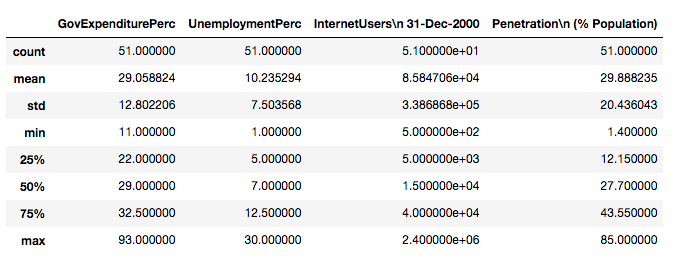 GovExpenditurePerc UnemploymentPerc InternetUsers\n 31-Dec-2000 Penetration\n (% Population)
count 51.000000 51.000000 5.100000e+01 51.000000
mean 29.058824 10.235294 8.584706e+04 29.888235
std 12.802206 7.503568 3.386868e+05 20.436043
min 11.000000 1.000000 5.000000e+02 1.400000
25% 22.000000 5.000000 5.000000e+03 12.150000
50% 29.000000 7.000000 1.500000e+04 27.700000
75% 32.500000 12.500000 4.000000e+04 43.550000
max 93.000000 30.000000 2.400000e+06 85.000000